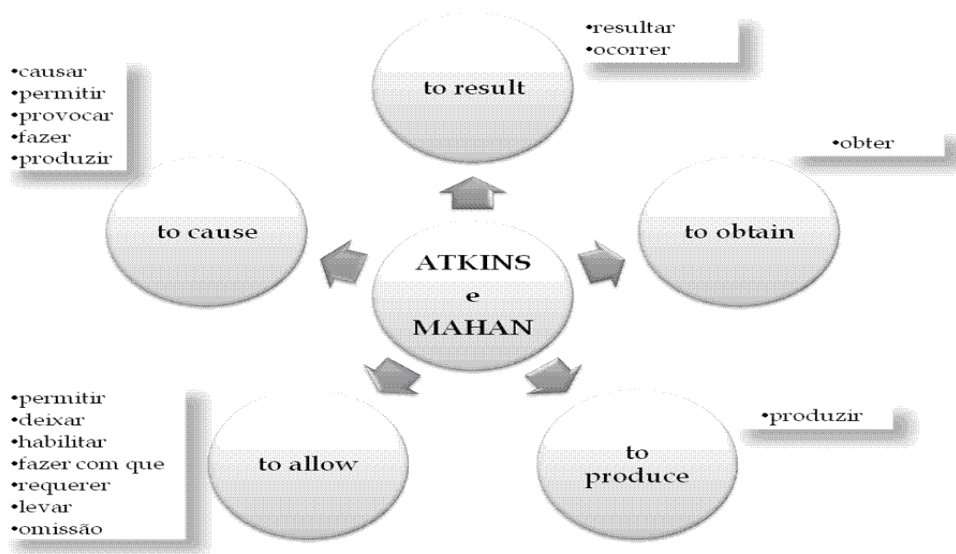 •resultar
•ocorrer
to result
•causar
•permitir
•provocar
•fazer
•produzir
to cause
•obter
to obtain
ATKINS
e
MAHAN
•permitir
•deixar
•habilitar
•fazer com que
•requerer
•levar
•omissão
to allow
•produzir
to
produce